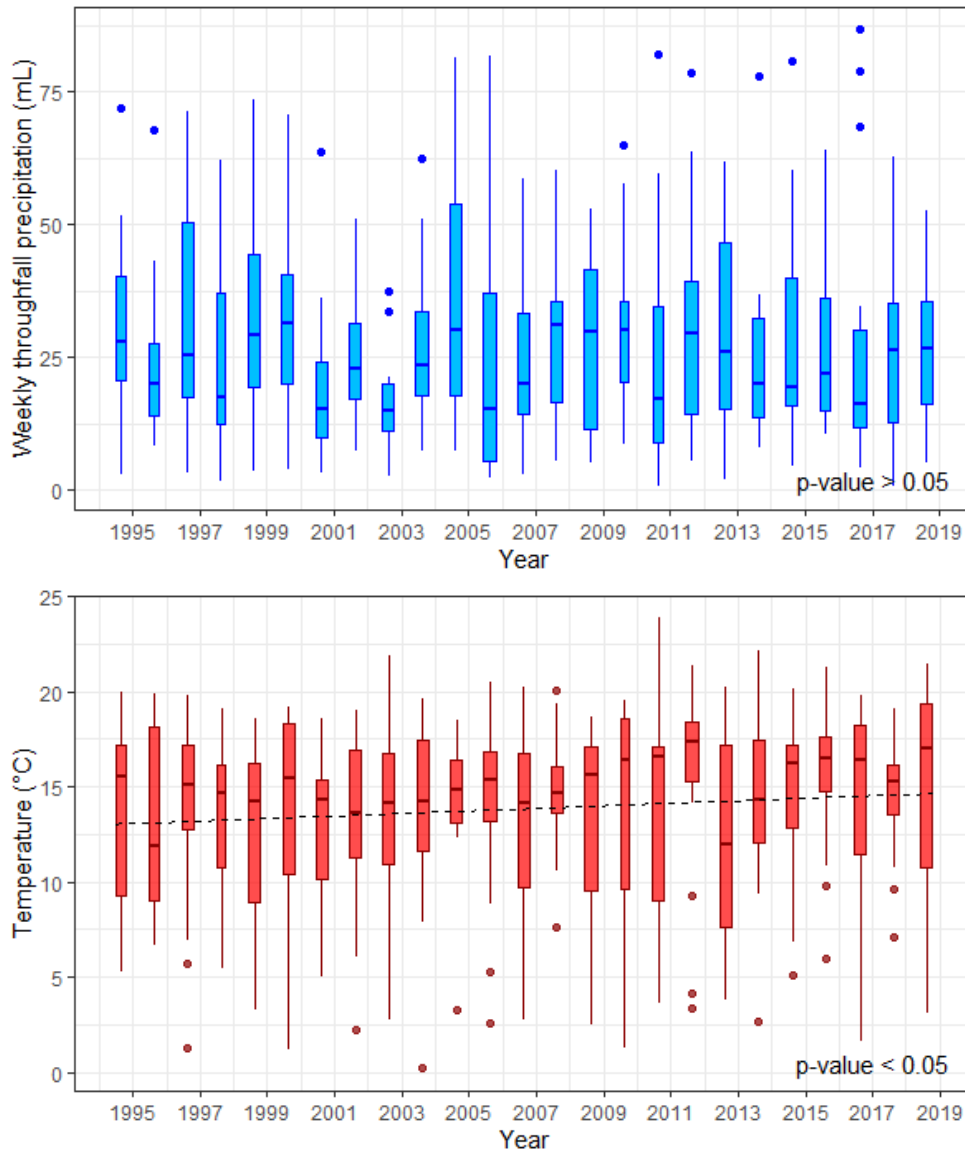 Weekly throughfall precipitation (mL)
75
50
25
0
p-value > 0.05
1995 1997 1999 2001 2003 2005 2007 2009 2011 2013 2015 2017 2019
Year
Temperature (°C)
25
20
15
10
5
0
p-value < 0.05
1995 1997 1999 2001 2003 2005 2007 2009 2011 2013 2015 2017 2019
Year